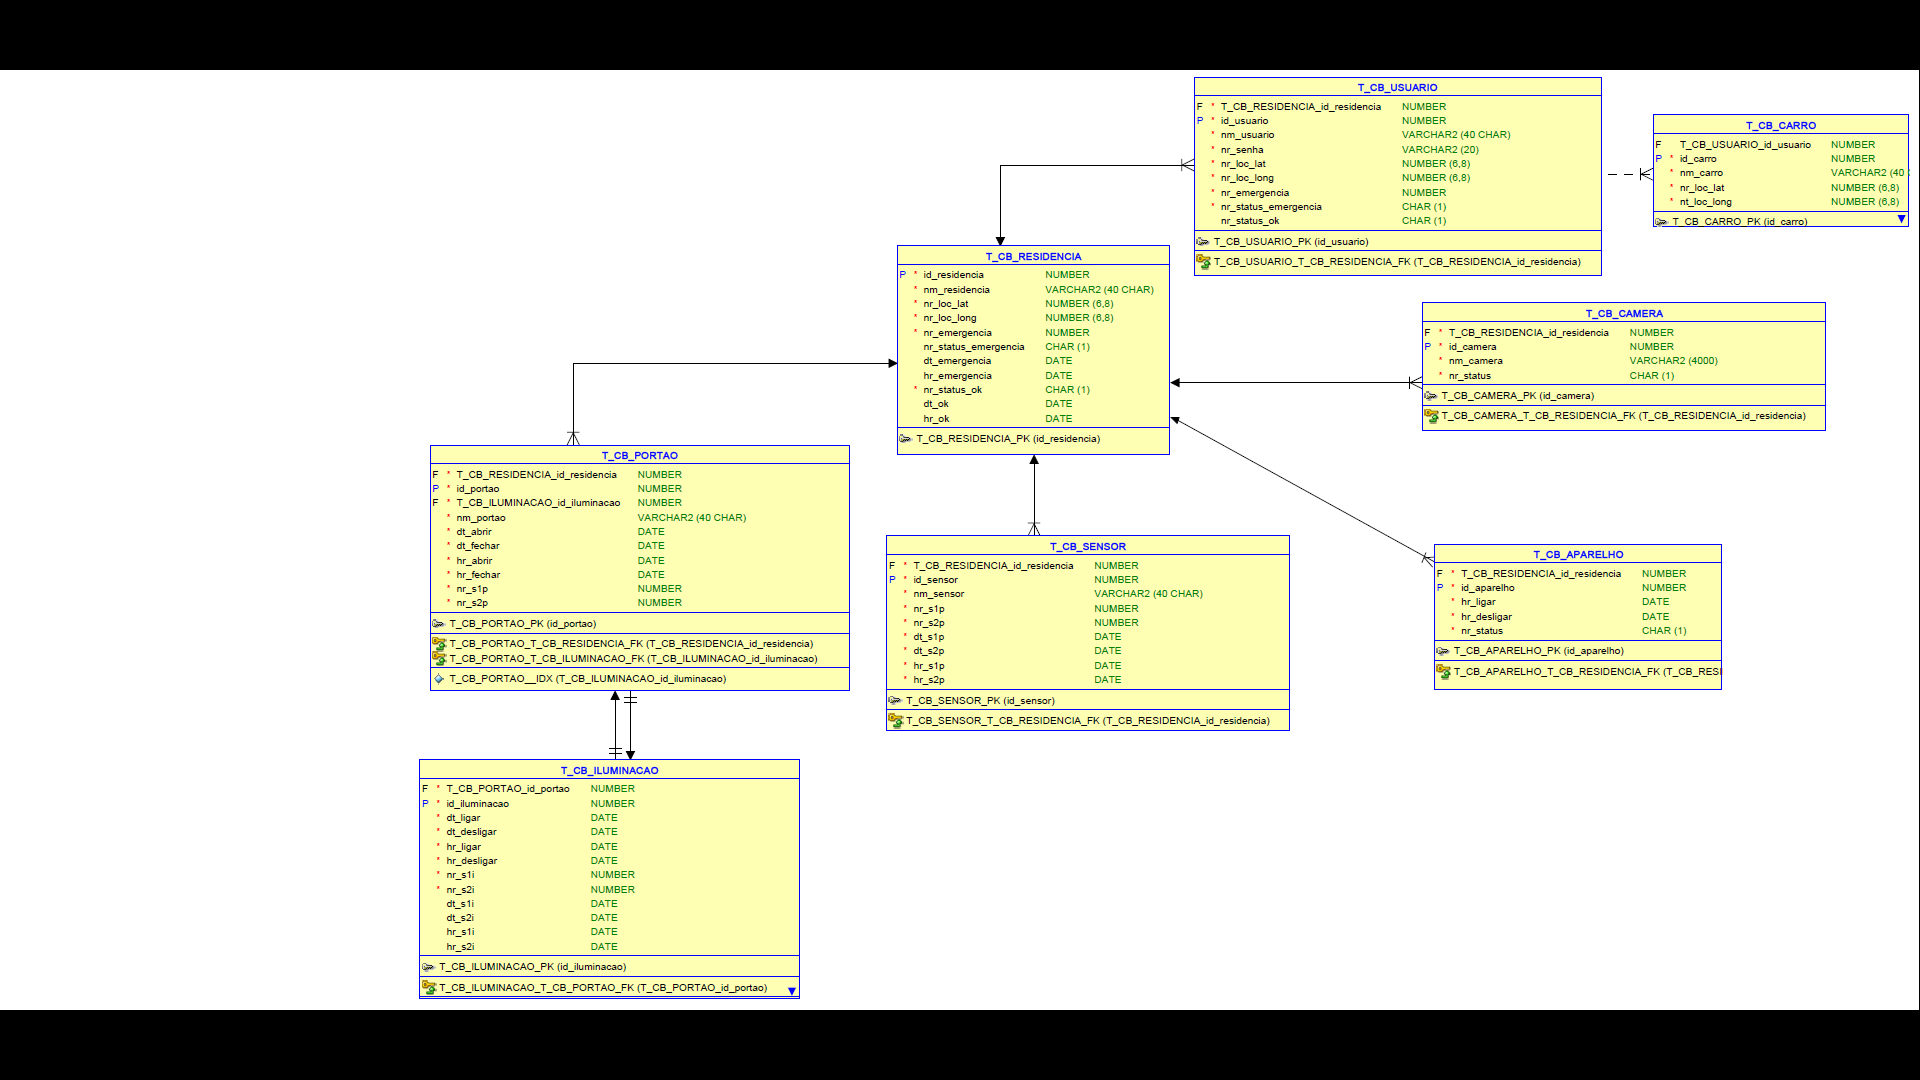 T_CB_USUARIO
F * T_CB_RESIDENCIA_id_residencia NUMBER
P * id_usuario NUMBER
* nm_usuario VARCHAR2 (40 CHAR)
* nr_senha VARCHAR2 (20)
* nr_loc_lat NUMBER (6,8)
* nr_loc_long NUMBER (6,8)
* nr_emergencia NUMBER
* nr_status_emergencia CHAR (1)
nr_status_ok CHAR (1)
T_CB_USUARIO_PK (id_usuario)
T_CB_USUARIO_T_CB_RESIDENCIA_FK (T_CB_RESIDENCIA_id_residencia)
T_CB_CARRO
F T_CB_USUARIO_id_usuario NUMBER
P * id_carro NUMBER
* nm_carro VARCHAR2 (40
* nr_loc_lat NUMBER (6,8)
* nt_loc_long NUMBER (6,8)
T_CB_CARRO_PK (id_carro)
T_CB_RESIDENCIA
P * id_residencia NUMBER
* nm_residencia VARCHAR2 (40 CHAR)
* nr_loc_lat NUMBER (6,8)
* nr_loc_long NUMBER (6,8)
* nr_emergencia NUMBER
nr_status_emergencia CHAR (1)
dt_emergencia DATE
hr_emergencia DATE
* nr_status_ok CHAR (1)
dt_ok DATE
hr_ok DATE
T_CB_RESIDENCIA_PK (id_residencia)
T_CB_CAMERA
F * T_CB_RESIDENCIA_id_residencia NUMBER
P * id_camera NUMBER
* nm_camera VARCHAR2 (4000)
* nr_status CHAR (1)
T_CB_CAMERA_PK (id_camera)
T_CB_CAMERA_T_CB_RESIDENCIA_FK (T_CB_RESIDENCIA_id_residencia)
T_CB_PORTAO
F * T_CB_RESIDENCIA_id_residencia NUMBER
P * id_portao NUMBER
F * T_CB_ILUMINACAO_id_iluminacao NUMBER
* nm_portao VARCHAR2 (40 CHAR)
* dt_abrir DATE
* dt_fechar DATE
* hr_abrir DATE
* hr_fechar DATE
* nr_s1p NUMBER
* nr_s2p NUMBER
T_CB_PORTAO_PK (id_portao)
T_CB_PORTAO_T_CB_RESIDENCIA_FK (T_CB_RESIDENCIA_id_residencia)
T_CB_PORTAO_T_CB_ILUMINACAO_FK (T_CB_ILUMINACAO_id_iluminacao)
T_CB_PORTAO__IDX (T_CB_ILUMINACAO_id_iluminacao)
T_CB_SENSOR
F * T_CB_RESIDENCIA_id_residencia NUMBER
P * id_sensor NUMBER
* nm_sensor VARCHAR2 (40 CHAR)
* nr_s1p NUMBER
* nr_s2p NUMBER
* dt_s1p DATE
* dt_s2p DATE
* hr_s1p DATE
* hr_s2p DATE
T_CB_SENSOR_PK (id_sensor)
T_CB_SENSOR_T_CB_RESIDENCIA_FK (T_CB_RESIDENCIA_id_residencia)
T_CB_APARELHO
F * T_CB_RESIDENCIA_id_residencia NUMBER
P * id_aparelho NUMBER
* hr_ligar DATE
* hr_desligar DATE
* nr_status CHAR (1)
T_CB_APARELHO_PK (id_aparelho)
T_CB_APARELHO_T_CB_RESIDENCIA_FK (T_CB_RESI
T_CB_ILUMINACAO
F * T_CB_PORTAO_id_portao NUMBER
P * id_iluminacao NUMBER
* dt_ligar DATE
* dt_desligar DATE
* hr_ligar DATE
* hr_desligar DATE
* nr_s1i NUMBER
* nr_s2i NUMBER
dt_s1i DATE
dt_s2i DATE
hr_s1i DATE
hr_s2i DATE
T_CB_ILUMINACAO_PK (id_iluminacao)
T_CB_ILUMINACAO_T_CB_PORTAO_FK (T_CB_PORTAO_id_portao)